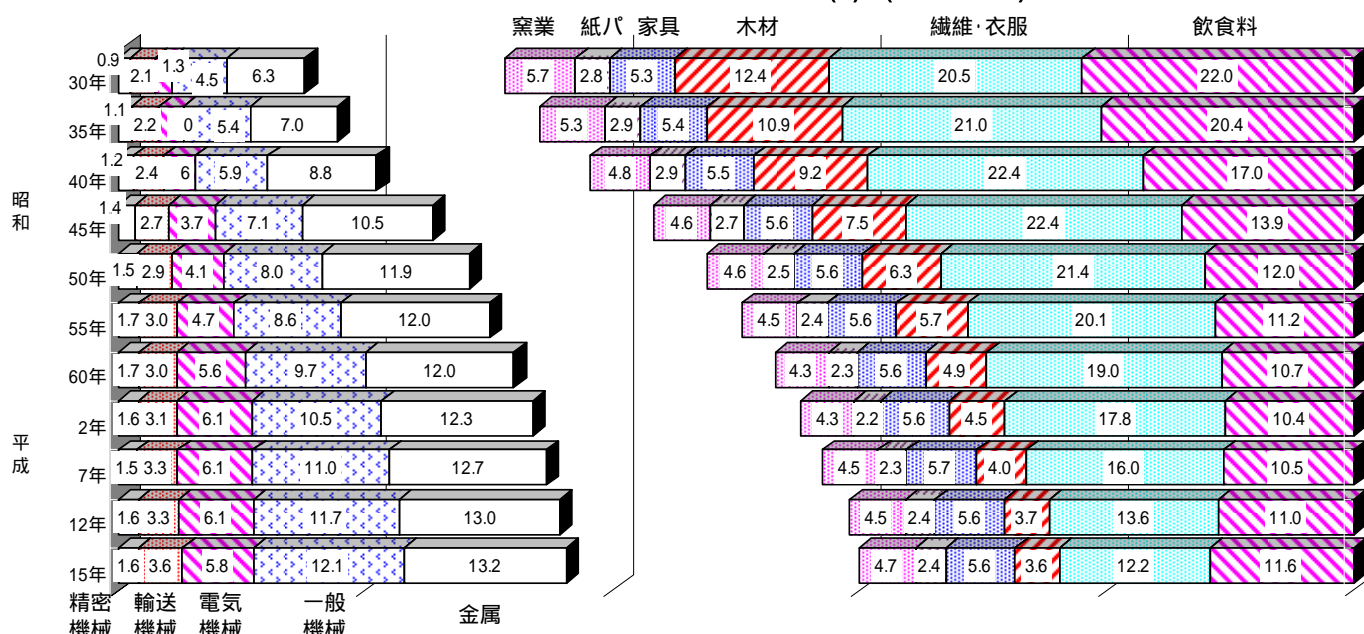 窯業 紙パ 家具 木材 繊維・衣服 飲食料
0.9
30年 2.1 1.3 4.5 6.3 5.7 2.8 5.3 12.4 20.5 22.0
1.1
35年 2.2 0 5.4 7.0 5.3 2.9 5.4 10.9 21.0 20.4
1.2
40年 2.4 6 5.9 8.8 4.8 2.9 5.5 9.2 22.4 17.0
昭和
1.4
45年 2.7 3.7 7.1 10.5 4.6 2.7 5.6 7.5 22.4 13.9
50年 1.5 2.9 4.1 8.0 11.9 4.6 2.5 5.6 6.3 21.4 12.0
55年 1.7 3.0 4.7 8.6 12.0 4.5 2.4 5.6 5.7 20.1 11.2
60年 1.7 3.0 5.6 9.7 12.0 4.3 2.3 5.6 4.9 19.0 10.7
平成
2年 1.6 3.1 6.1 10.5 12.3 4.3 2.2 5.6 4.5 17.8 10.4
7年 1.5 3.3 6.1 11.0 12.7 4.5 2.3 5.7 4.0 16.0 10.5
12年 1.6 3.3 6.1 11.7 13.0 4.5 2.4 5.6 3.7 13.6 11.0
15年 1.6 3.6 5.8 12.1 13.2 4.7 2.4 5.6 3.6 12.2 11.6
精密 輸送 電気 一般 金属
機械 機械 機械 機械